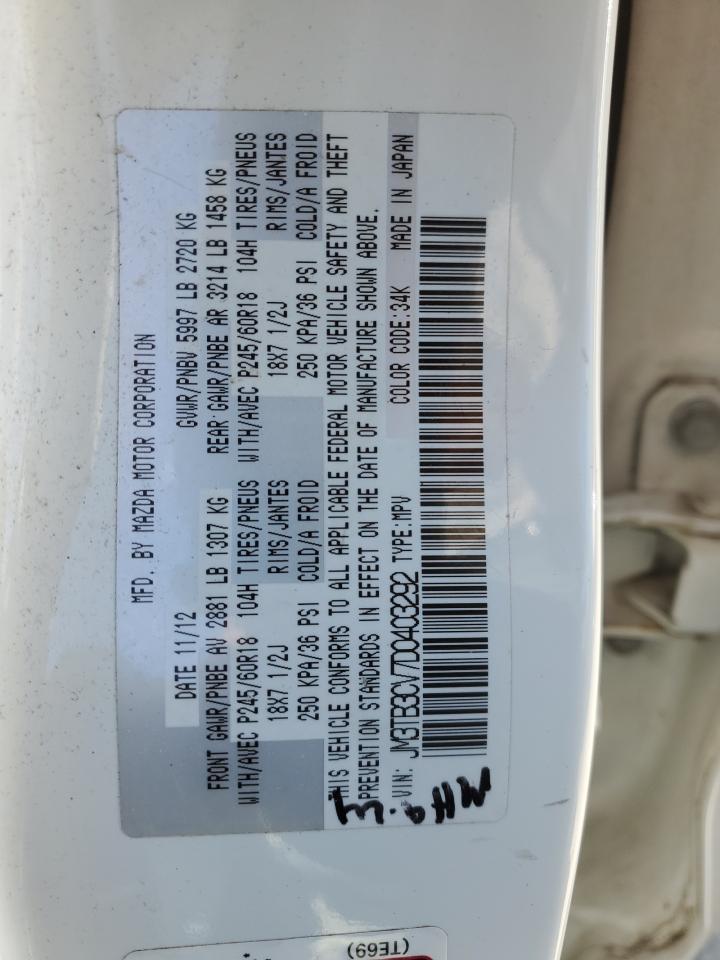 MFD. BY MAZDA MOTOR CORPORATION
DATE 11/12 GVWR/PNBV 5997 LB 2720 KG
FRONT GAWR/PNBE AV 2881 LB 1307 KG REAR GAWR/PNBE AR 3214 LB 1458 KG
WITH/AVEC P245/60R18 104H TIRES/PNEUS WITH/AVEC P245/60R18 104H TIRES/PNEUS
18X7 1/2J RIMS/JANTES 18X7 1/2J RIMS/JANTES
250 KPA/36 PSI COLD/A FROID 250 KPA/36 PSI COLD/A FROID
THIS VEHICLE CONFORMS TO ALL APPLICABLE FEDERAL MOTOR VEHICLE SAFETY AND THEFT
PREVENTION STANDARDS IN EFFECT ON THE DATE OF MANUFACTURE SHOWN ABOVE.
VIN: JM3TB3CV7D0403292 TYPE:MPV COLOR CODE:34K MADE IN JAPAN
(TE69)